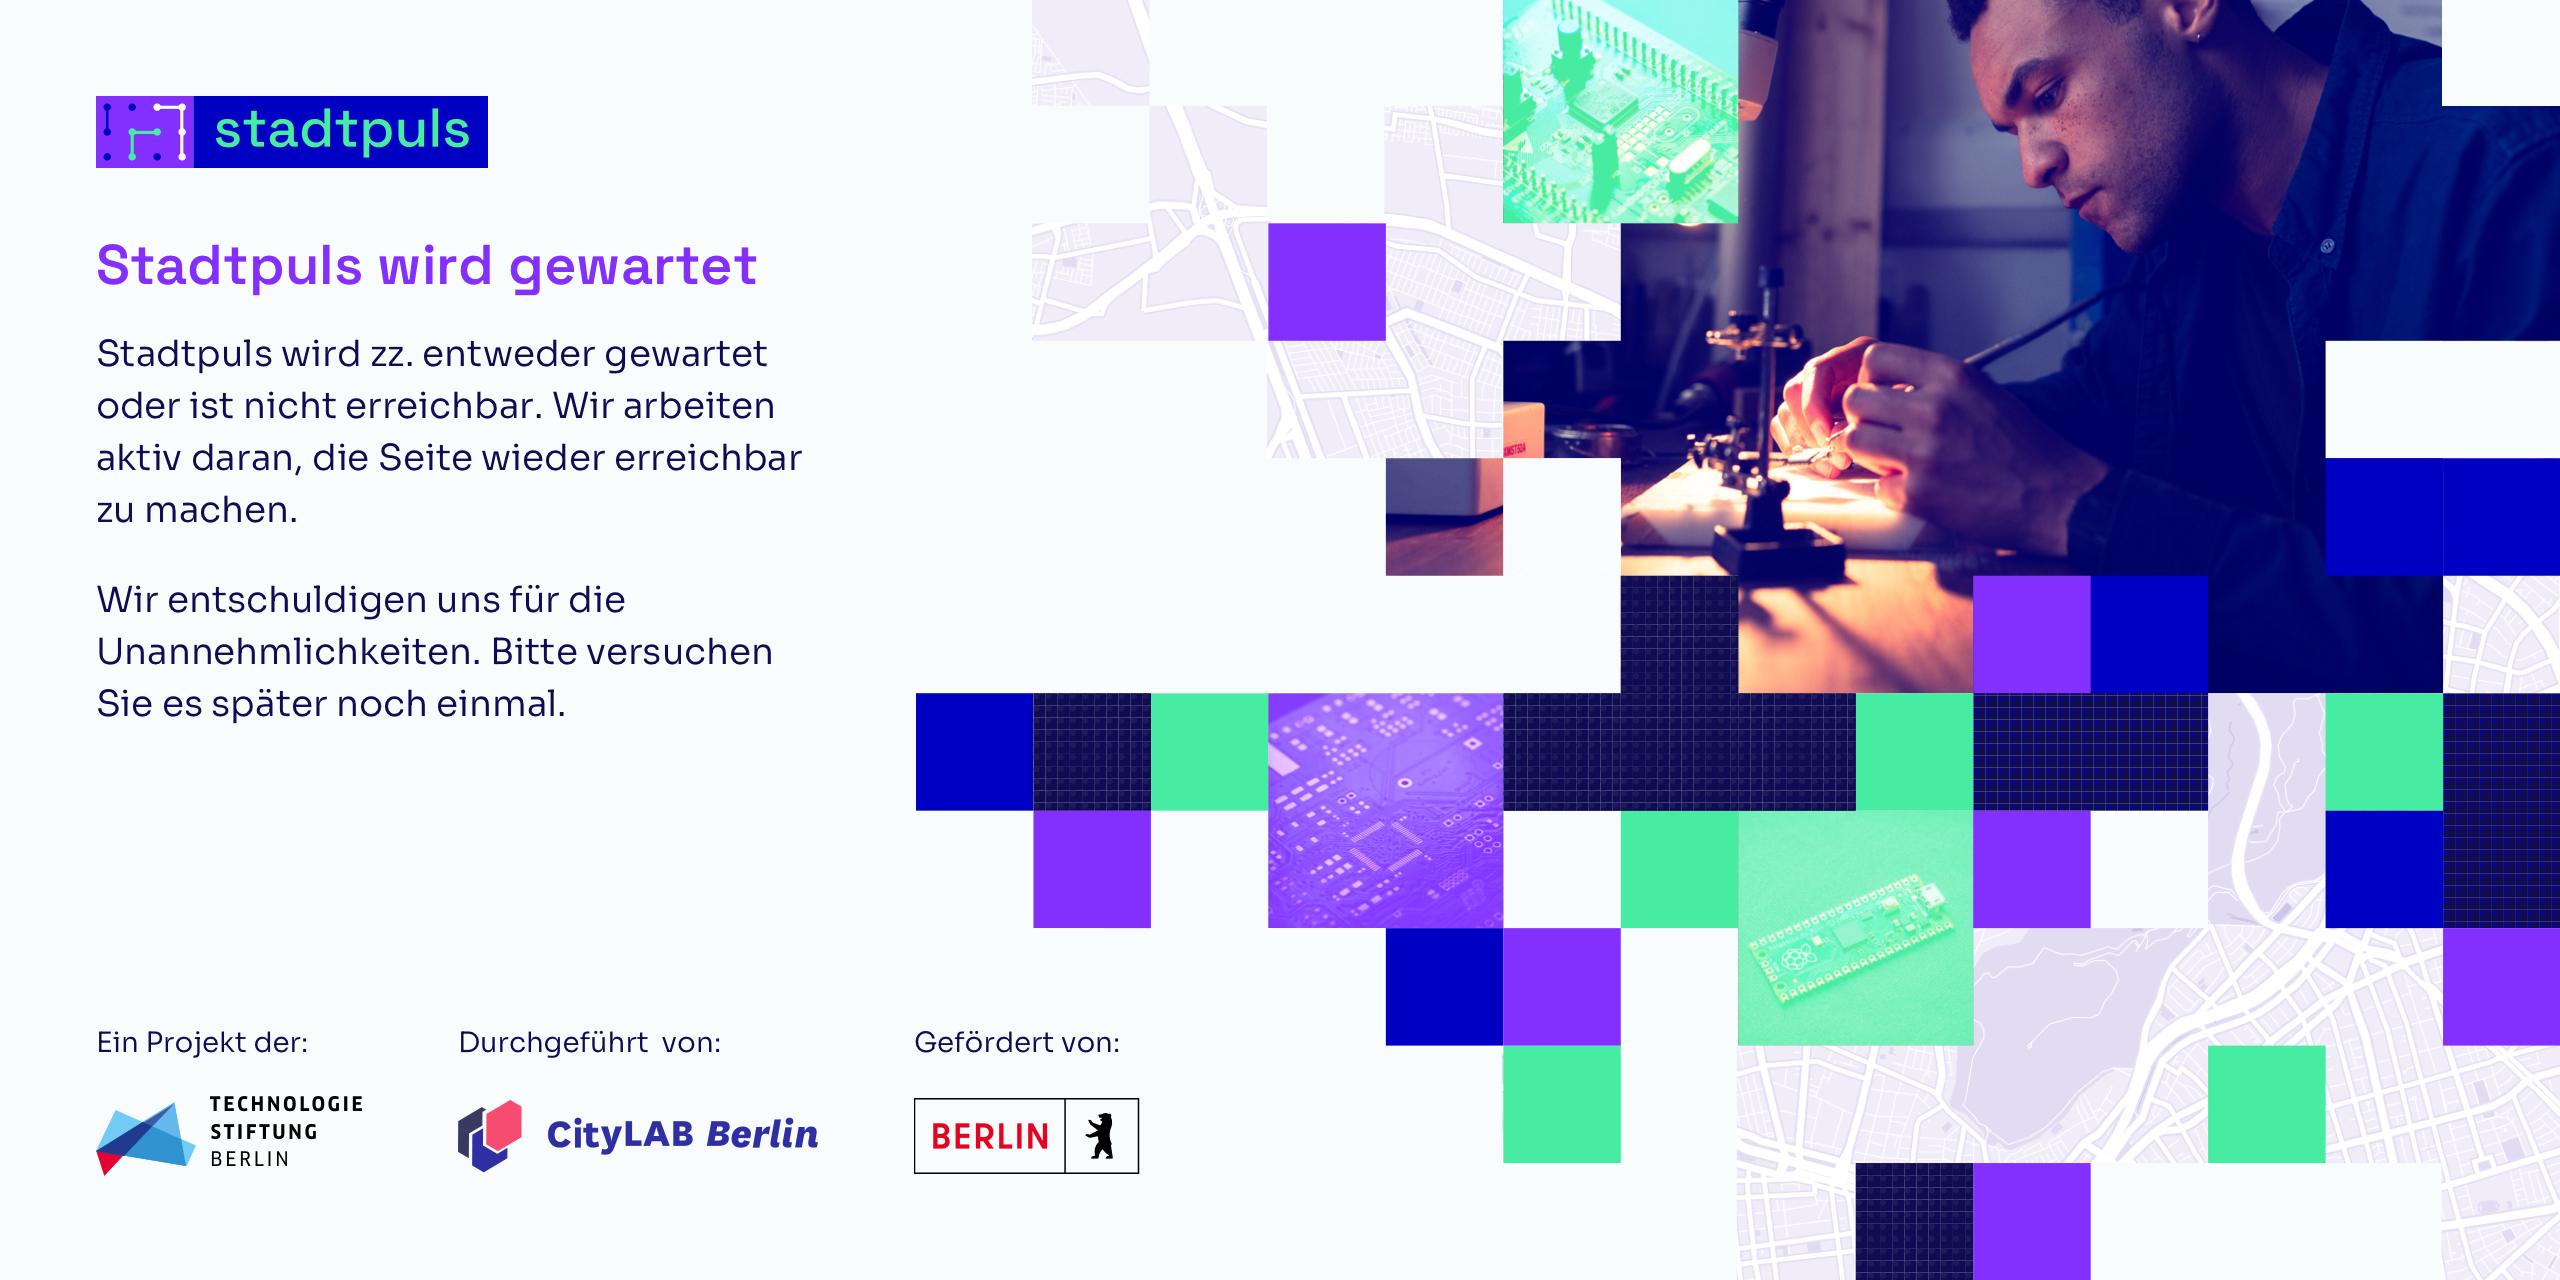 stadtpuls
Stadtpuls wird gewartet
Stadtpuls wird zz. entweder gewartet
oder ist nicht erreichbar. Wir arbeiten
aktiv daran, die Seite wieder erreichbar
zu machen.
Wir entschuldigen uns für die
Unannehmlichkeiten. Bitte versuchen
Sie es später noch einmal.
Ein Projekt der:
TECHNOLOGIE
STIFTUNG
BERLIN
Durchgeführt von:
CityLAB Berlin
Gefördert von:
BERLIN